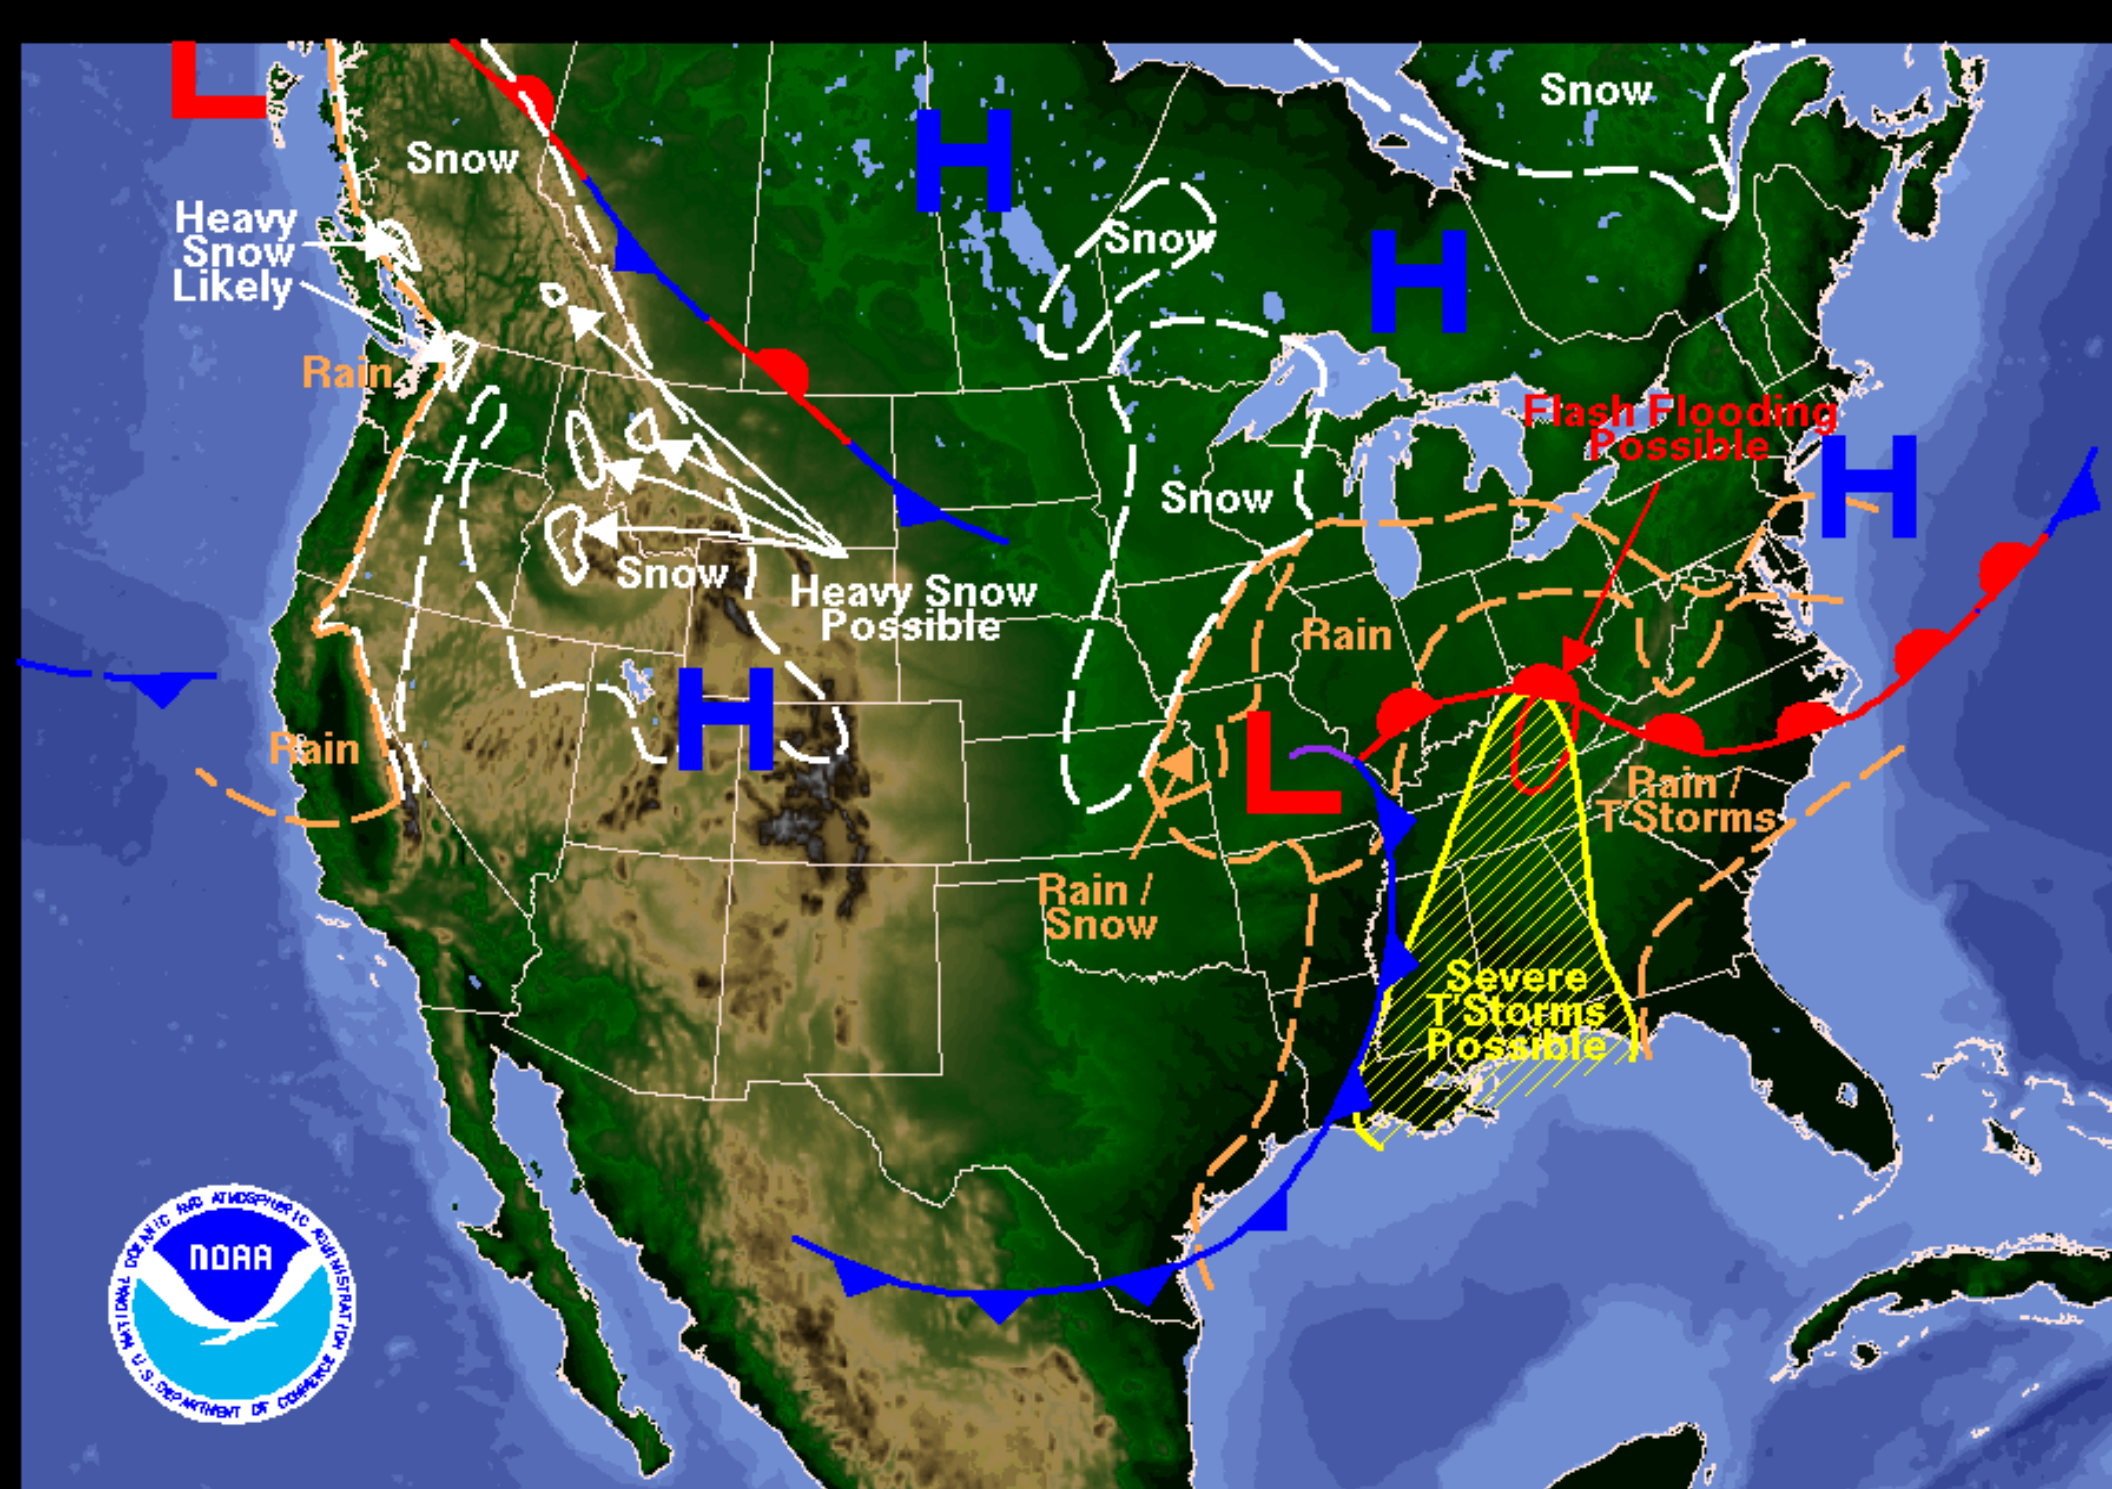 L
Snow
H
Snow
Heavy
Snow
Likely
Snow
H
Rain
Flash Flooding
Possible
H
Snow
Snow
Heavy Snow
Possible
Rain
H
L
Rain
Rain /
T'Storms
Rain /
Snow
Severe
T'Storms
Possible
NATIONAL OCEANIC AND ATMOSPHERIC ADMINISTRATION
NOAA
U.S. DEPARTMENT OF COMMERCE